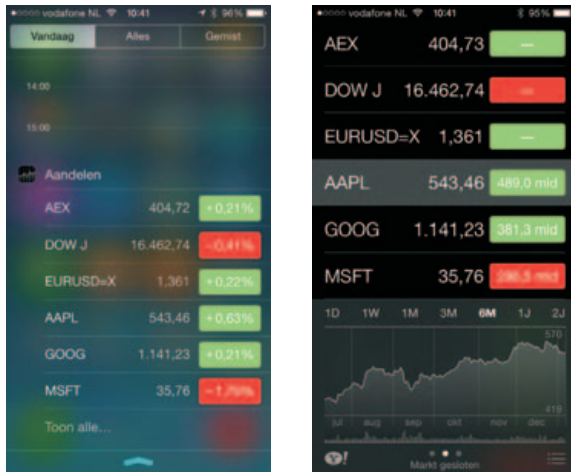 vodafone NL 10:41 96%
Vandaag Alles Gemist
14:00
15:00
Aandelen
AEX 404,72 +0,21%
DOW J 16.462,74 -0,41%
EURUSD=X 1,361 +0,22%
AAPL 543,46 +0,63%
GOOG 1.141,23 +0,21%
MSFT 35,76
Toon alle...
vodafone NL 10:41 95%
AEX 404,73 —
DOW J 16.462,74 —
EURUSD=X 1,361 —
AAPL 543,46 489,0 mld
GOOG 1.141,23 381,3 mld
MSFT 35,76 mld
1D 1W 1M 3M 6M 1J 2J
570
419
jul aug sep okt nov dec
Y!
Markt gesloten